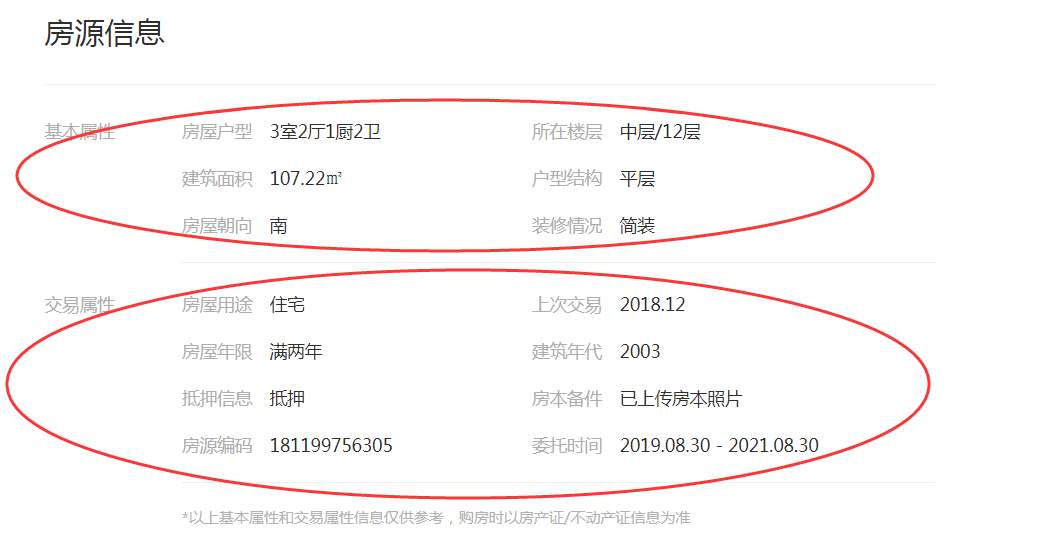 房源信息
基本属性 房屋户型 3室2厅1厨2卫 所在楼层 中层/12层
建筑面积 107.22㎡ 户型结构 平层
房屋朝向 南 装修情况 简装
交易属性 房屋用途 住宅 上次交易 2018.12
房屋年限 满两年 建筑年代 2003
抵押信息 抵押 房本备件 已上传房本照片
房源编码 181199756305 委托时间 2019.08.30 - 2021.08.30
*以上基本属性和交易属性信息仅供参考，购房时以房产证/不动产证信息为准